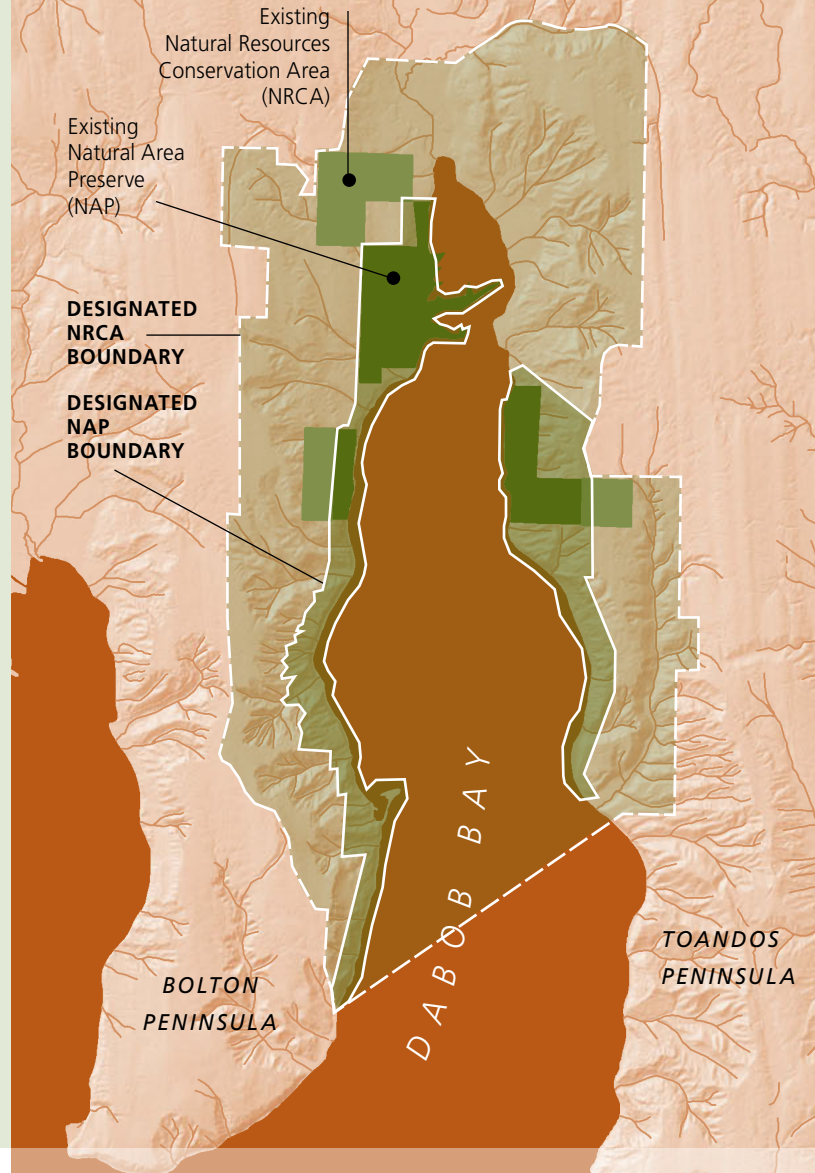 Existing
Natural Resources
Conservation Area
(NRCA)
Existing
Natural Area
Preserve
(NAP)
DESIGNATED
NRCA
BOUNDARY
DESIGNATED
NAP
BOUNDARY
DABOB BAY
TOANDOS
PENINSULA
BOLTON
PENINSULA